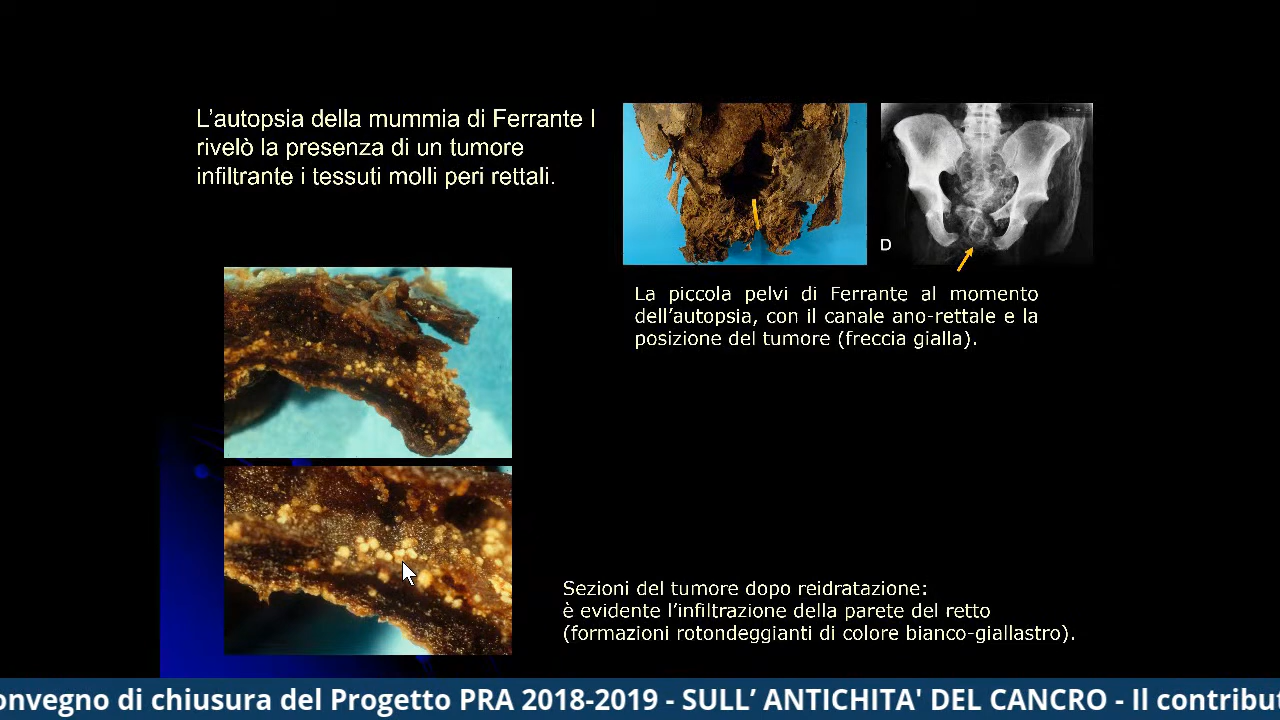 L'autopsia della mummia di Ferrante I
rivelò la presenza di un tumore
infiltrante i tessuti molli peri rettali.
D
La piccola pelvi di Ferrante al momento
dell'autopsia, con il canale ano-rettale e la
posizione del tumore (freccia gialla).
Sezioni del tumore dopo reidratazione:
è evidente l'infiltrazione della parete del retto
(formazioni rotondeggianti di colore bianco-giallastro).
onvegno di chiusura del Progetto PRA 2018-2019 - SULL' ANTICHITA' DEL CANCRO - Il contribut